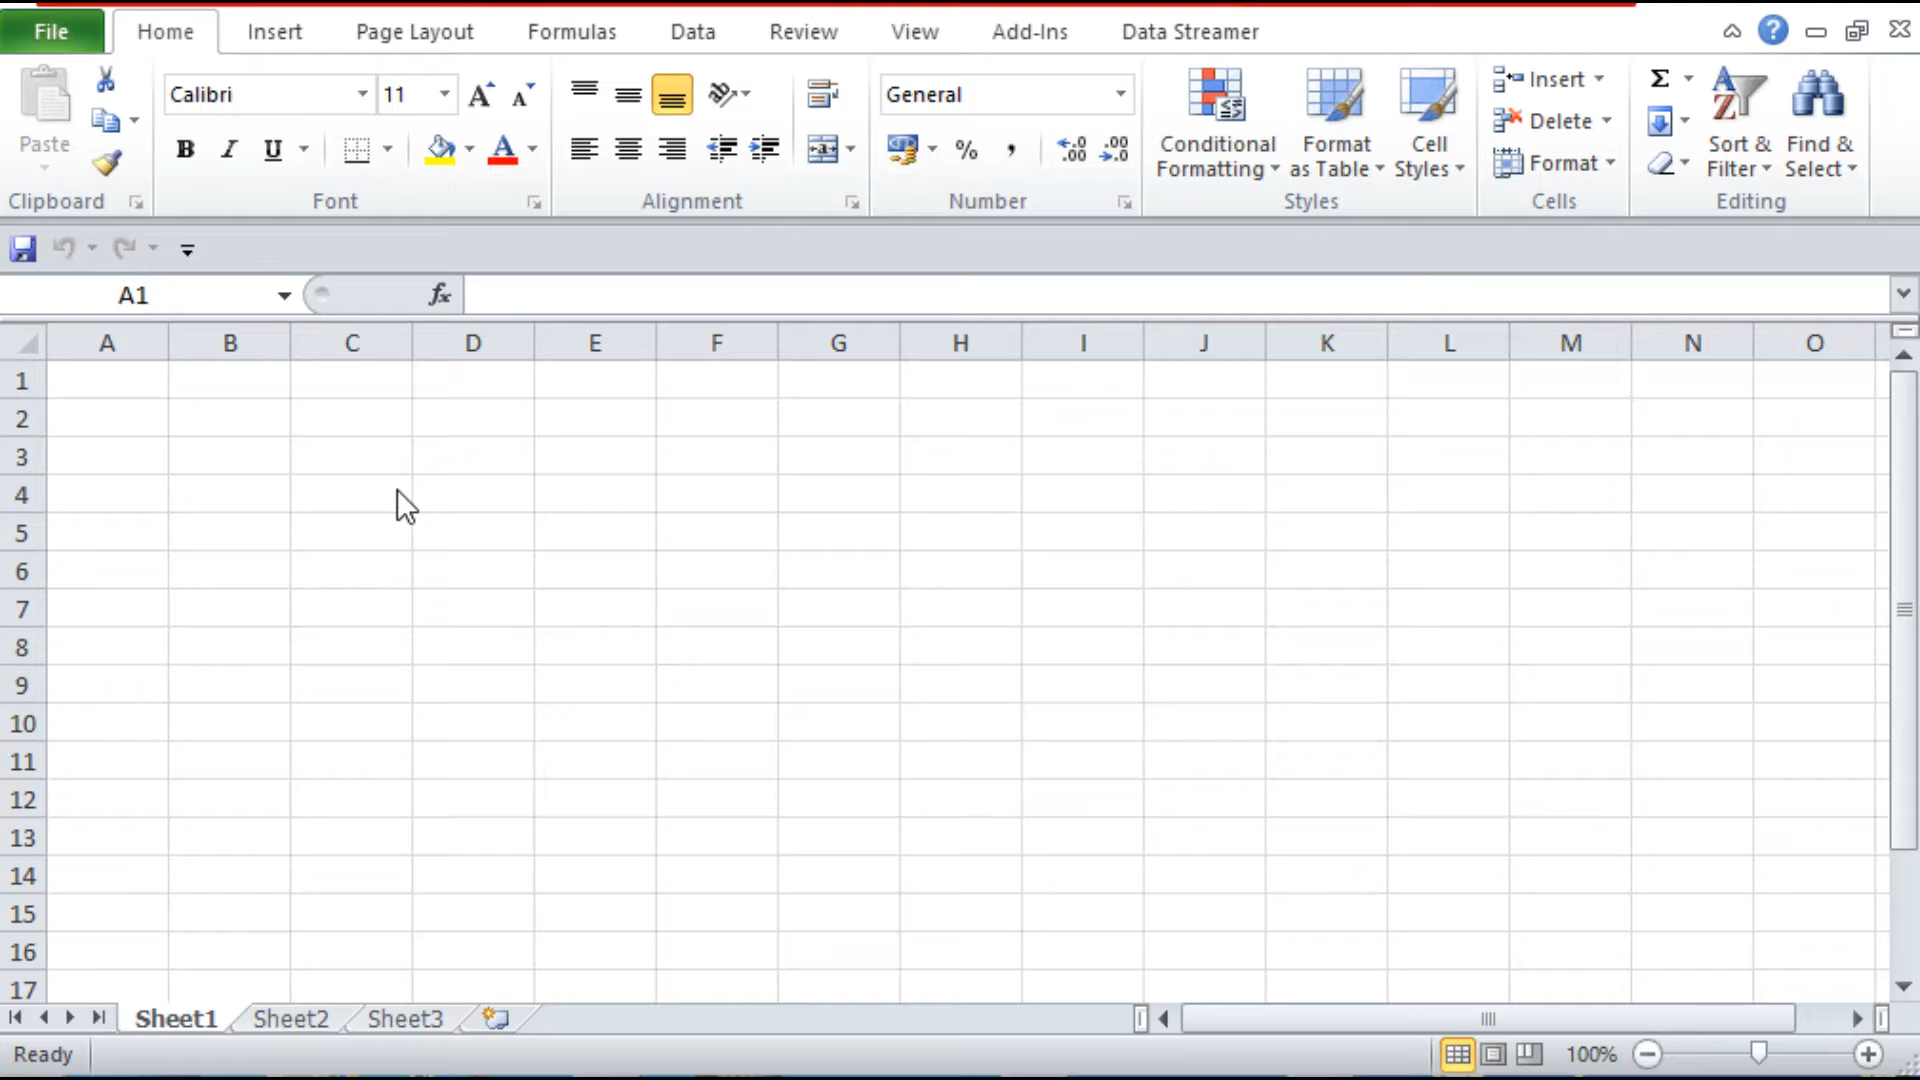 File Home Insert Page Layout Formulas Data Review View Add-Ins Data Streamer
Calibri 11 General
Insert
Delete
Format
Paste
B I U
%
Conditional Formatting
Format as Table
Cell Styles
Sort & Filter
Find & Select
Clipboard Font Alignment Number Styles Cells Editing
A1 fx
A B C D E F G H I J K L M N O
1
2
3
4
5
6
7
8
9
10
11
12
13
14
15
16
17
Sheet1 Sheet2 Sheet3
Ready 100%